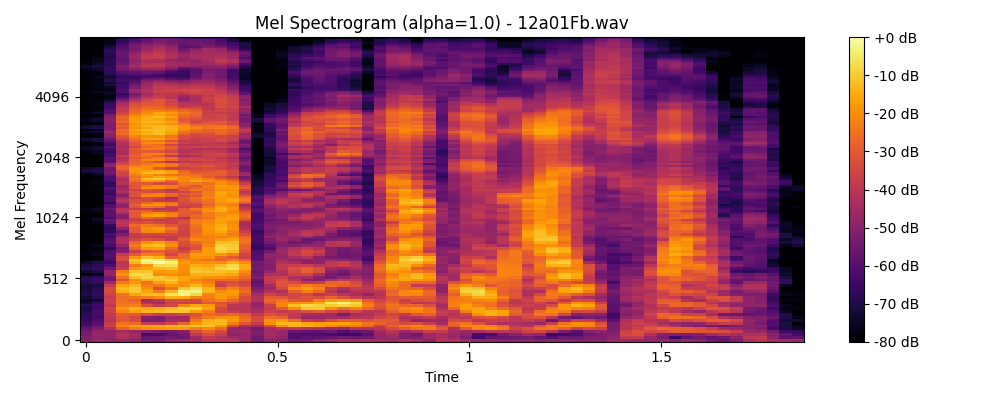 Mel Spectrogram (alpha=1.0) - 12a01Fb.wav
Mel Frequency
4096
2048
1024
512
0
0
0.5
1
1.5
Time
+0 dB
-10 dB
-20 dB
-30 dB
-40 dB
-50 dB
-60 dB
-70 dB
-80 dB